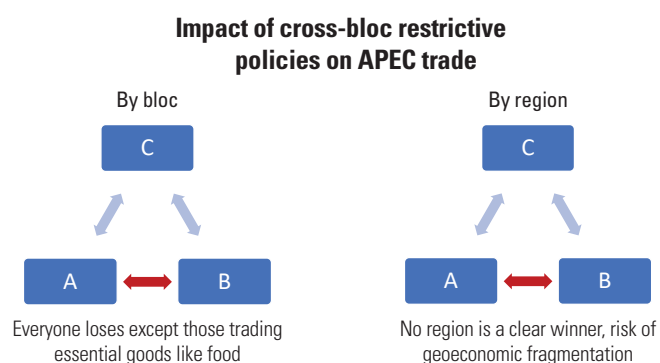 Impact of cross-bloc restrictive
policies on APEC trade
By bloc
C
A
B
Everyone loses except those trading
essential goods like food
By region
C
A
B
No region is a clear winner, risk of
geoeconomic fragmentation